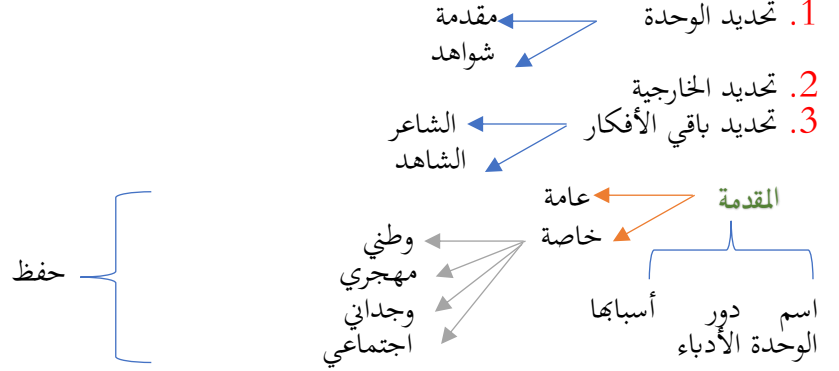 1. تحديد الوحدة
مقدمة
شواهد
2. تحديد الخارجية
3. تحديد باقي الأفكار
الشاعر
الشاهد
المقدمة
عامة
خاصة
وطني
مهجري
وجداني
اجتماعي
حفظ
اسم دور أسبابها
الوحدة الأدباء